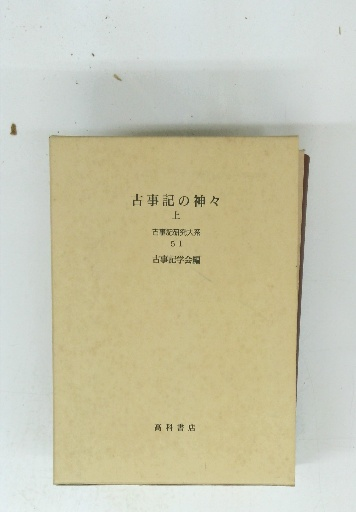 古事記の神々
上
古事記研究大系
5 I
古事記学会編
高科書店